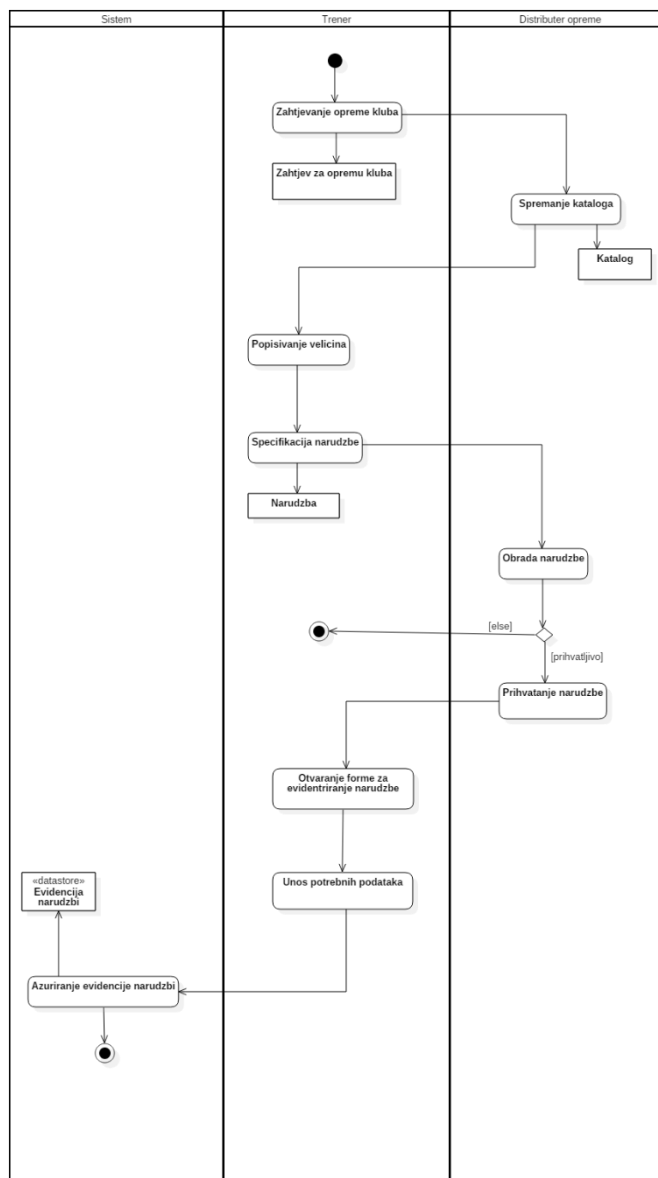 Sistem
Trener
Distributer opreme
Zahtjevanje opreme kluba
Zahtjev za opremu kluba
Spremanje kataloga
Katalog
Popisivanje velicina
Specifikacija narudzbe
Narudzba
Obrada narudzbe
[else]
[prihvatljivo]
Prihvatanje narudzbe
Otvaranje forme za
evidentriranje narudzbe
Unos potrebnih podataka
«datastore»
Evidencija
narudzbi
Azuriranje evidencije narudzbi